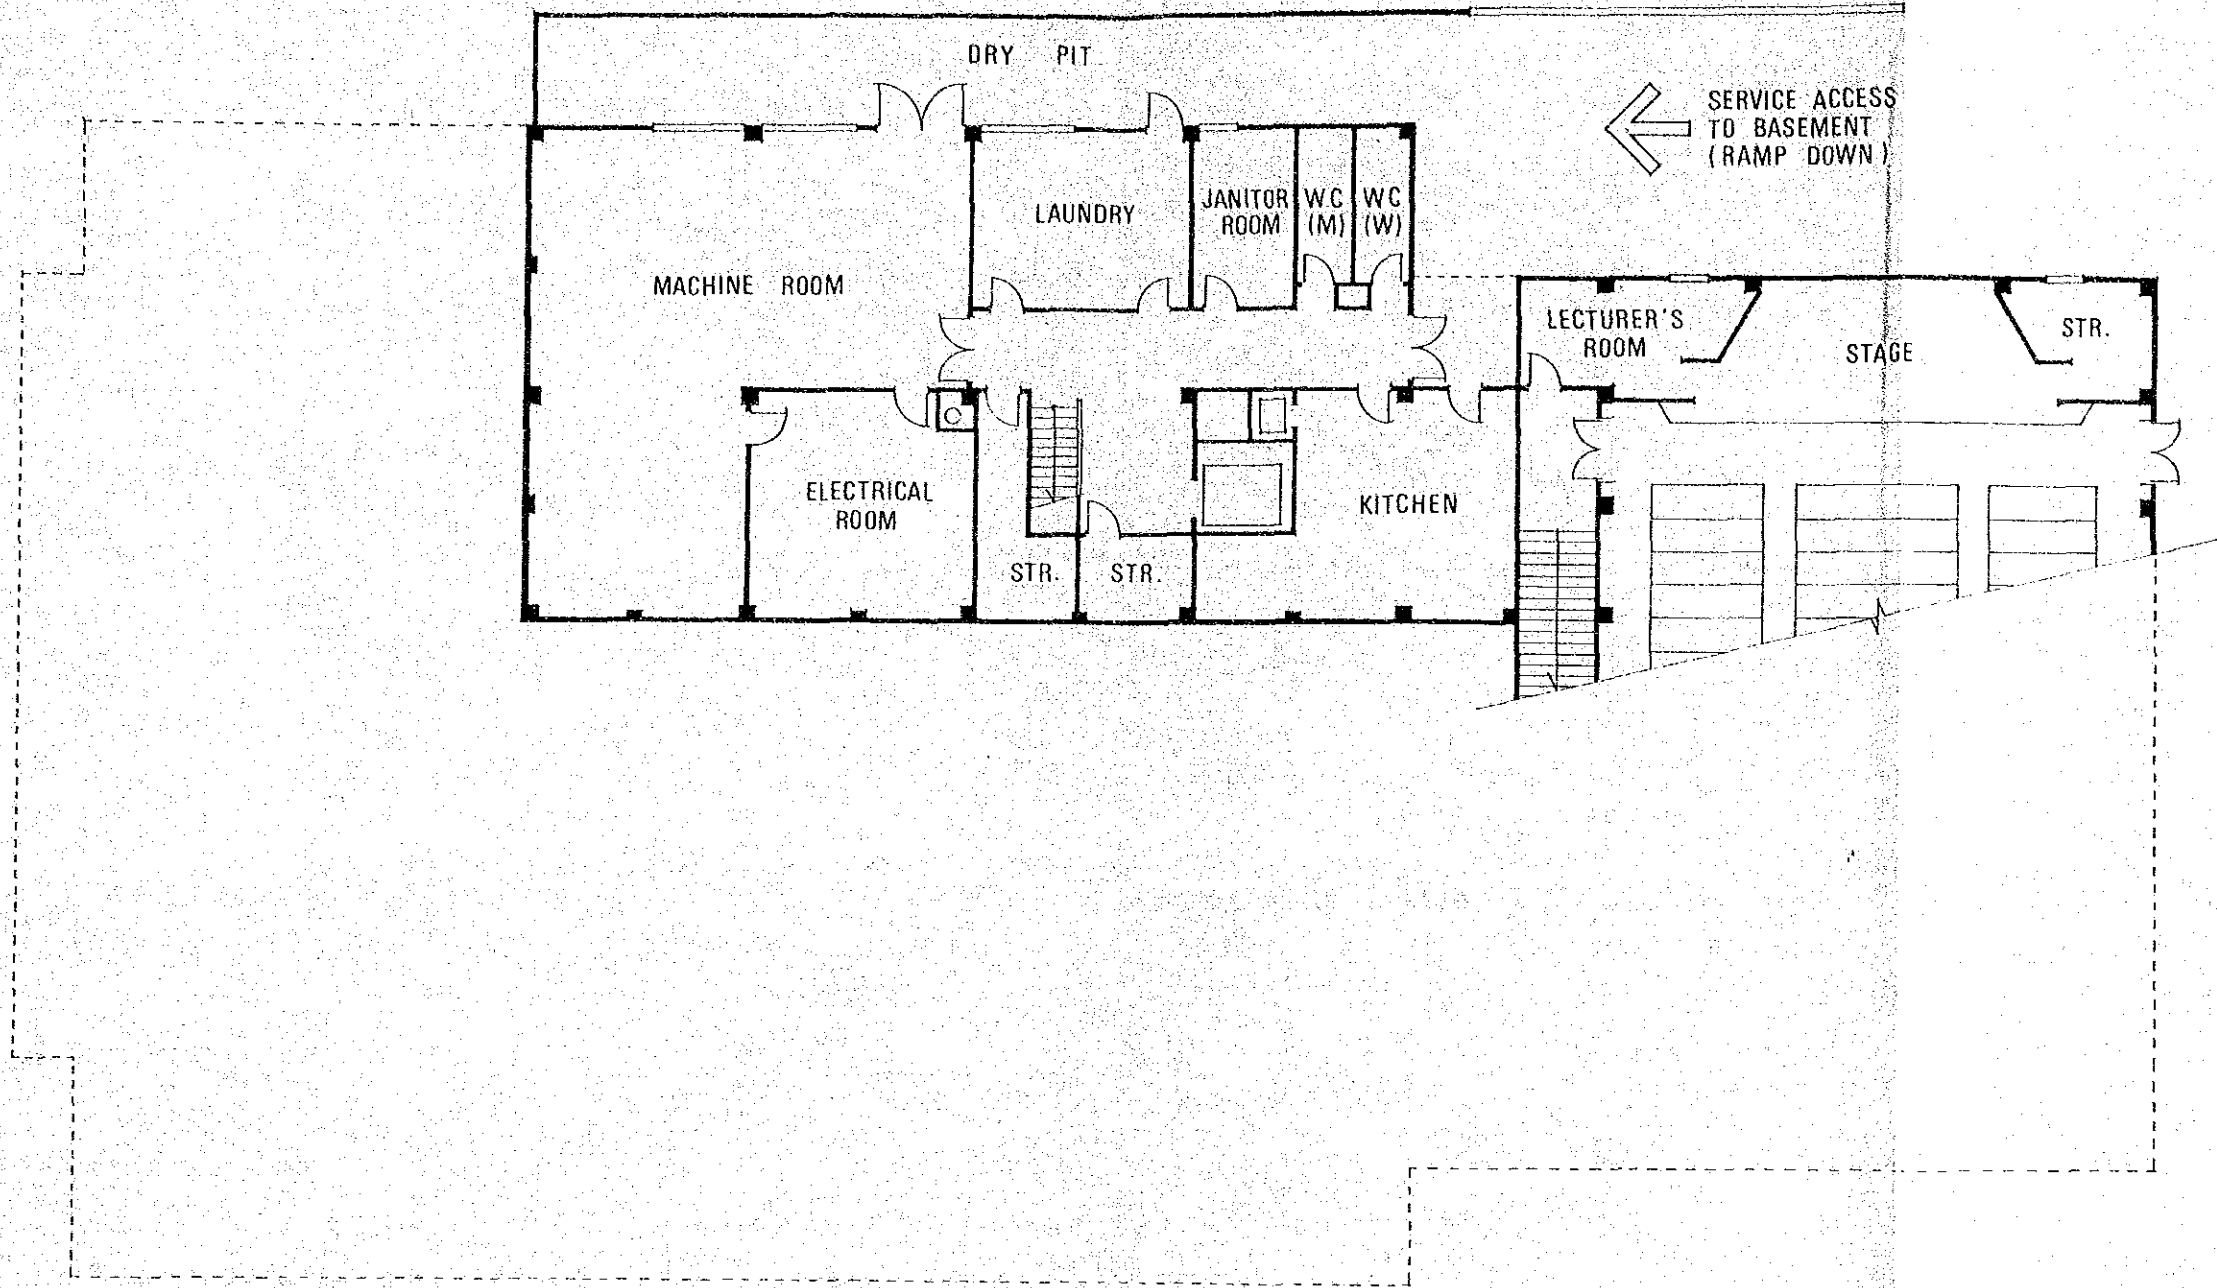 DRY PIT
SERVICE ACCESS
TO BASEMENT
(RAMP DOWN)
JANITOR
ROOM
W.C
(M)
WC
(W)
LAUNDRY
MACHINE ROOM
LECTURER'S
ROOM
STAGE
STR.
ELECTRICAL
ROOM
KITCHEN
STR.
STR.